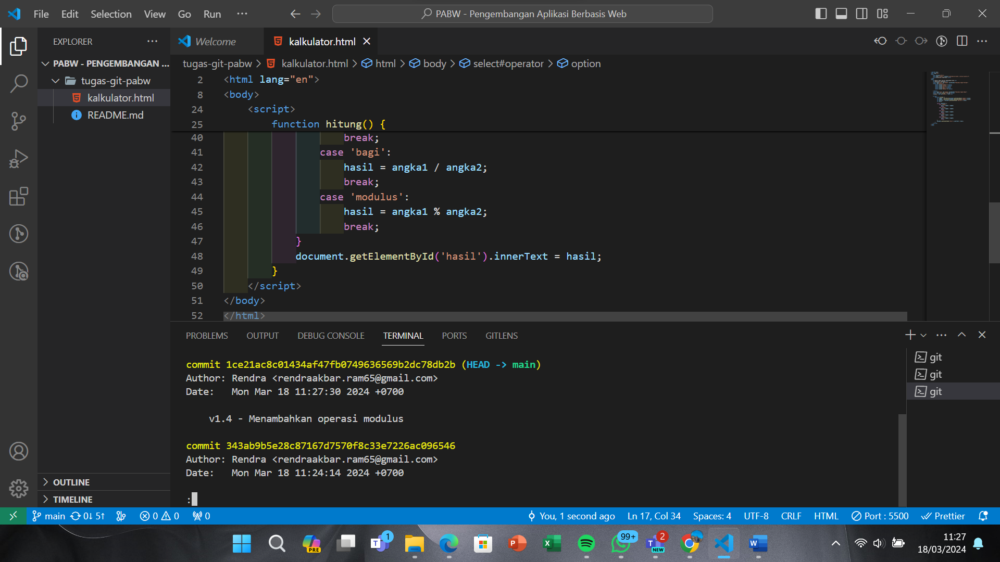 File Edit Selection View Go Run ···
PABW - Pengembangan Aplikasi Berbasis Web
EXPLORER
PABW - PENGEMBANGAN ...
tugas-git-pabw
kalkulator.html
README.md
OUTLINE
TIMELINE
Welcome
kalkulator.html
tugas-git-pabw > kalkulator.html > html > body > select#operator > option
2 <html lang="en">
8 <body>
24 <script>
25 function hitung() {
40 break;
41 case 'bagi':
42 hasil = angka1 / angka2;
43 break;
44 case 'modulus':
45 hasil = angka1 % angka2;
46 break;
47 }
48 document.getElementById('hasil').innerText = hasil;
49 }
50 </script>
51 </body>
52 </html>
PROBLEMS OUTPUT DEBUG CONSOLE TERMINAL PORTS GITLENS
commit 1ce21ac8c01434af47fb0749636569b2dc78db2b (HEAD -> main)
Author: Rendra <rendraakbar.ram65@gmail.com>
Date: Mon Mar 18 11:27:30 2024 +0700
v1.4 - Menambahkan operasi modulus
commit 343ab9b5e28c87167d7570f8c33e7226ac096546
Author: Rendra <rendraakbar.ram65@gmail.com>
Date: Mon Mar 18 11:24:14 2024 +0700
:
git
git
git
main 0↓ 5↑ 0 0 0 You, 1 second ago Ln 17, Col 34 Spaces: 4 UTF-8 CRLF HTML Port : 5500 Prettier
PRE
1
99+
2
NEW
11:27
18/03/2024